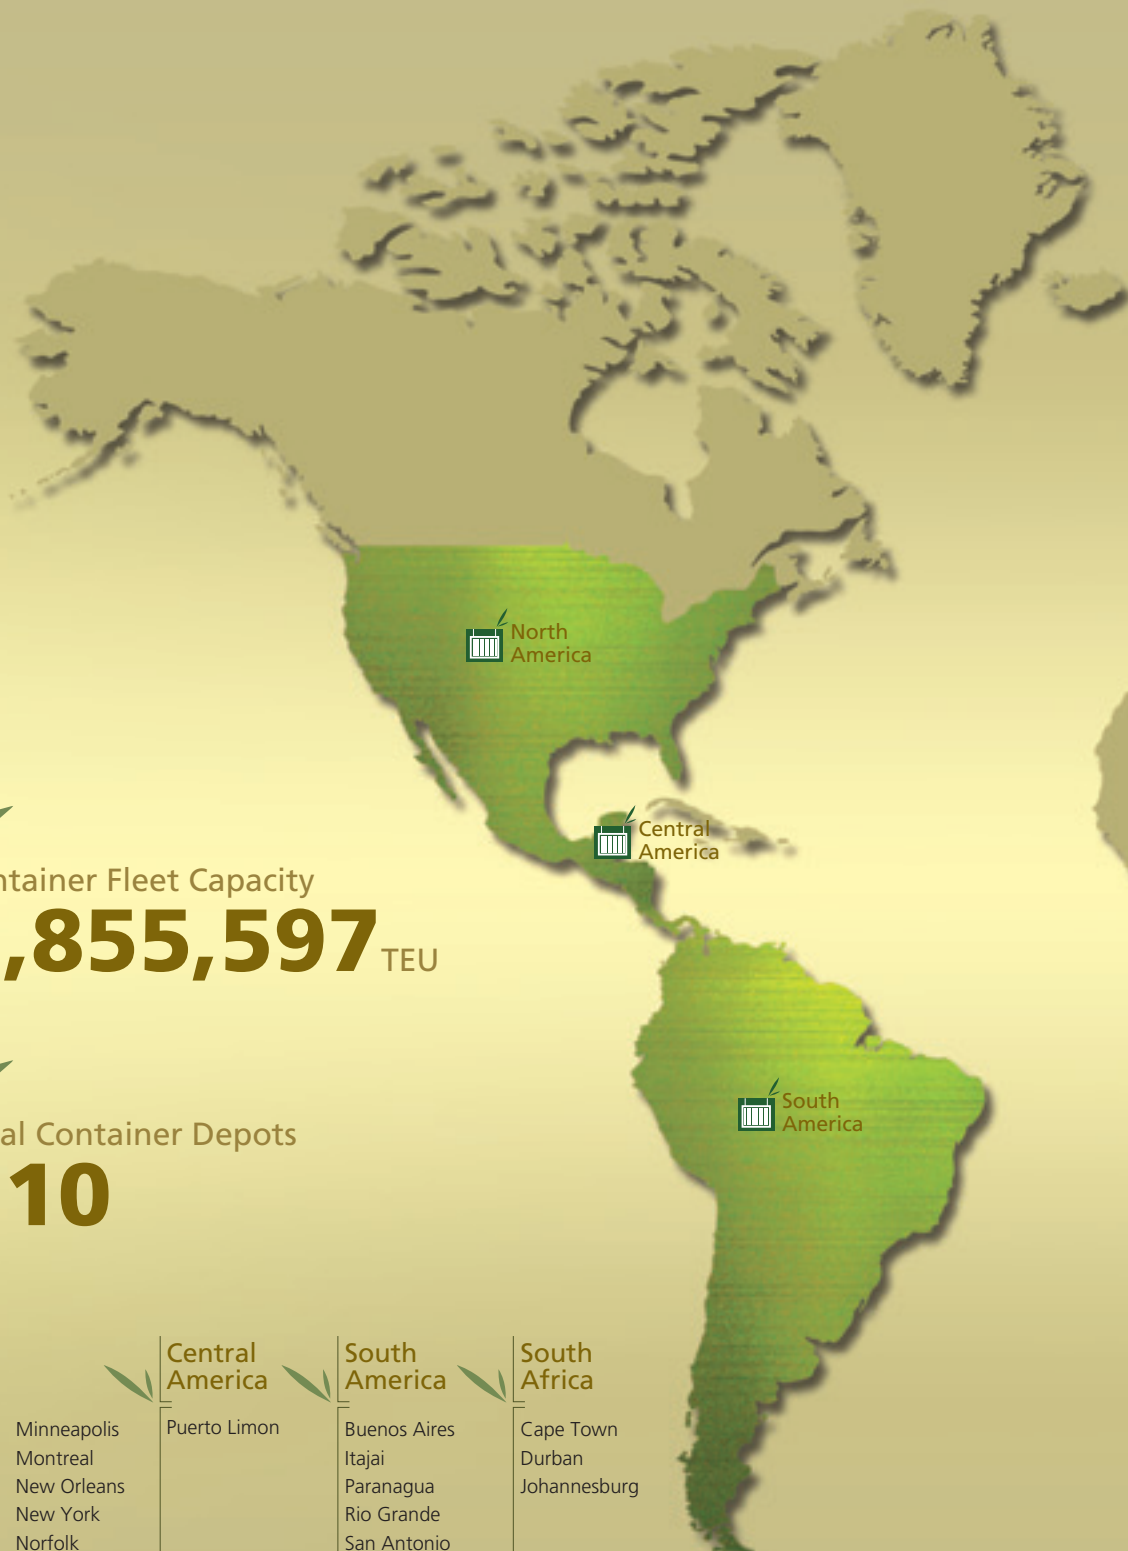 North
America
Central
America
ntainer Fleet Capacity
,855,597 TEU
South
America
al Container Depots
10
Minneapolis
Montreal
New Orleans
New York
Norfolk
Central
America
Puerto Limon
South
America
Buenos Aires
Itajai
Paranagua
Rio Grande
San Antonio
South
Africa
Cape Town
Durban
Johannesburg